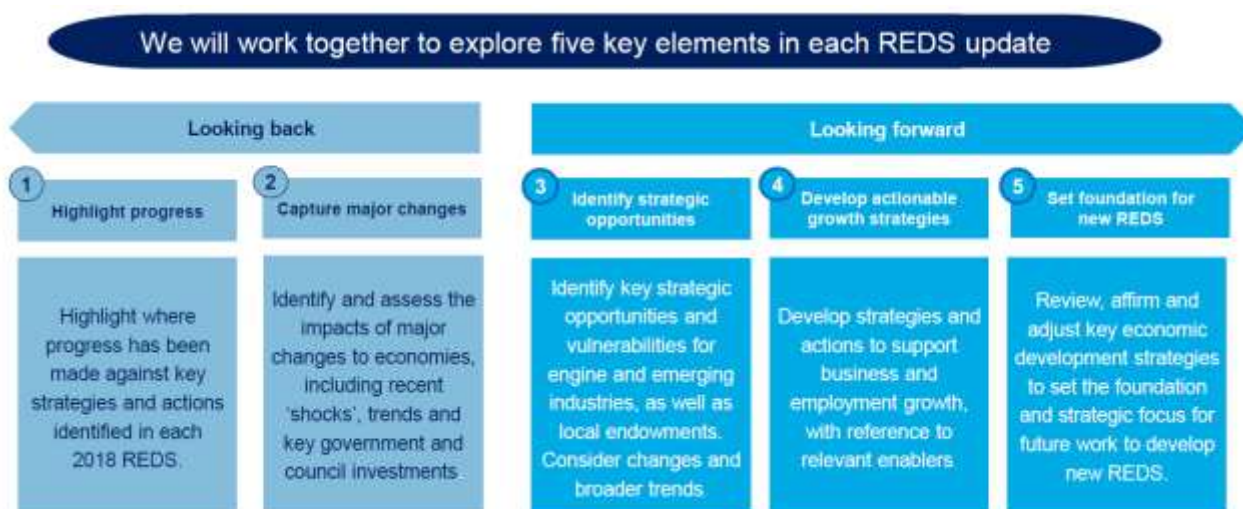 We will work together to explore five key elements in each REDS update
Looking back
Looking forward
1
Highlight progress
2
Capture major changes
3
Identify strategic
opportunities
4
Develop actionable
growth strategies
5
Set foundation for
new REDS
Highlight where
progress has been
made against key
strategies and actions
identified in each
2018 REDS.
Identify and assess the
impacts of major
changes to economies,
including recent
‘shocks’, trends and
key government and
council investments
Identify key strategic
opportunities and
vulnerabilities for
engine and emerging
industries, as well as
local endowments.
Consider changes and
broader trends
Develop strategies and
actions to support
business and
employment growth,
with reference to
relevant enablers
Review, affirm and
adjust key economic
development strategies
to set the foundation
and strategic focus for
future work to develop
new REDS.